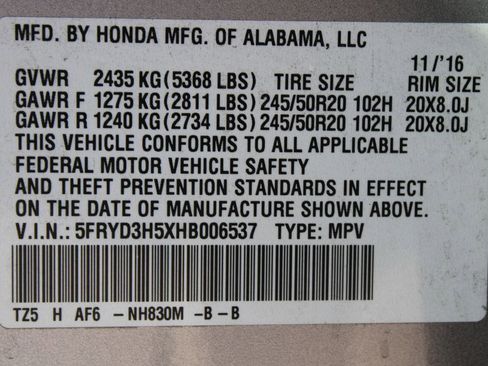 MFD. BY HONDA MFG. OF ALABAMA, LLC
11/'16
GVWR 2435 KG(5368 LBS) TIRE SIZE RIM SIZE
GAWR F 1275 KG(2811 LBS) 245/50R20 102H 20X8.0J
GAWR R 1240 KG(2734 LBS) 245/50R20 102H 20X8.0J
THIS VEHICLE CONFORMS TO ALL APPLICABLE
FEDERAL MOTOR VEHICLE SAFETY
AND THEFT PREVENTION STANDARDS IN EFFECT
ON THE DATE OF MANUFACTURE SHOWN ABOVE.
V.I.N.: 5FRYD3H5XHB006537 TYPE: MPV
TZ5 H AF6 -NH830M -B-B